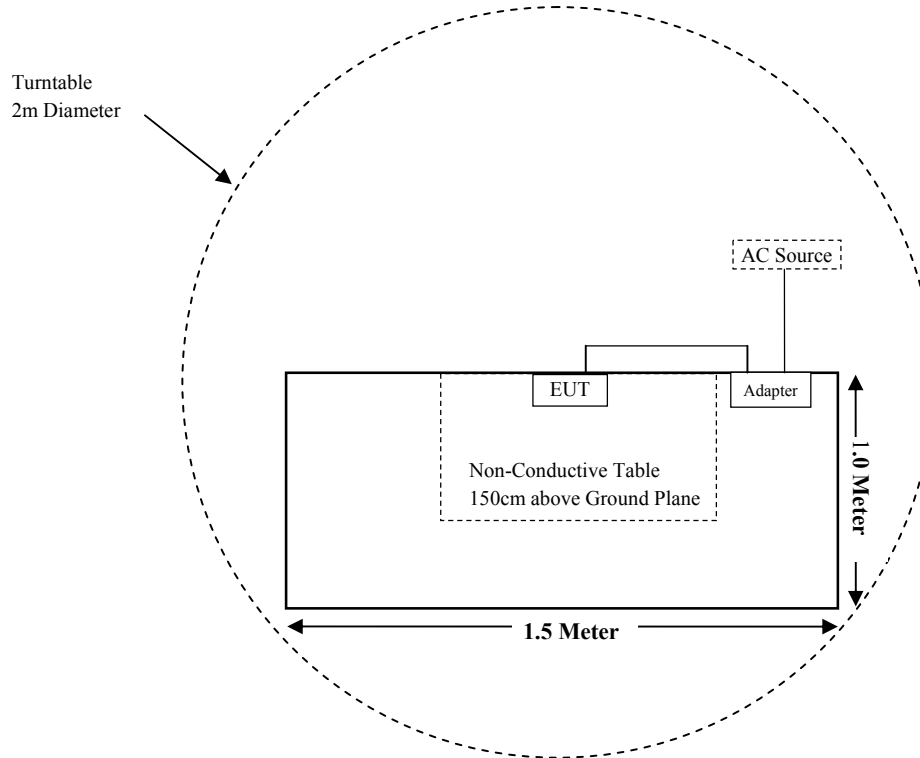 Turntable
2m Diameter
AC Source
EUT
Adapter
Non-Conductive Table
150cm above Ground Plane
1.0 Meter
1.5 Meter